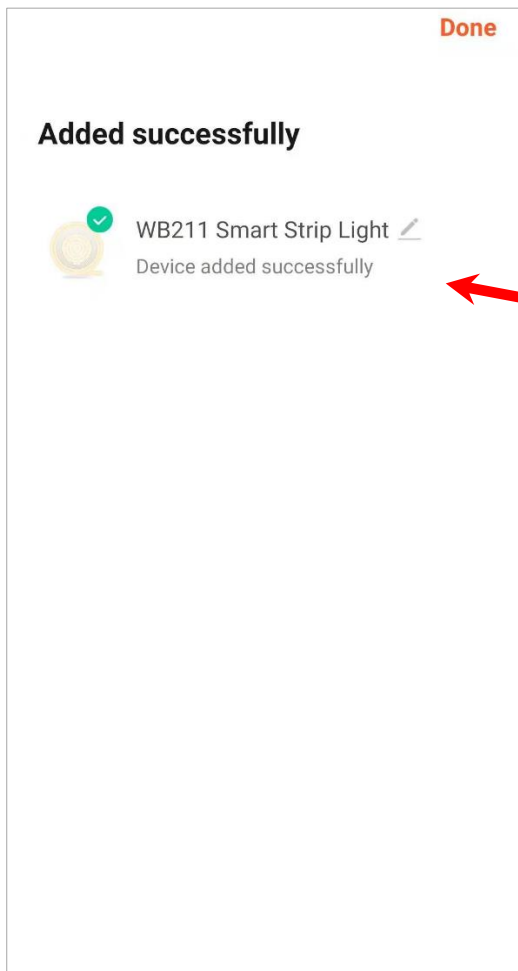 Done
Added successfully
WB211 Smart Strip Light
Device added successfully